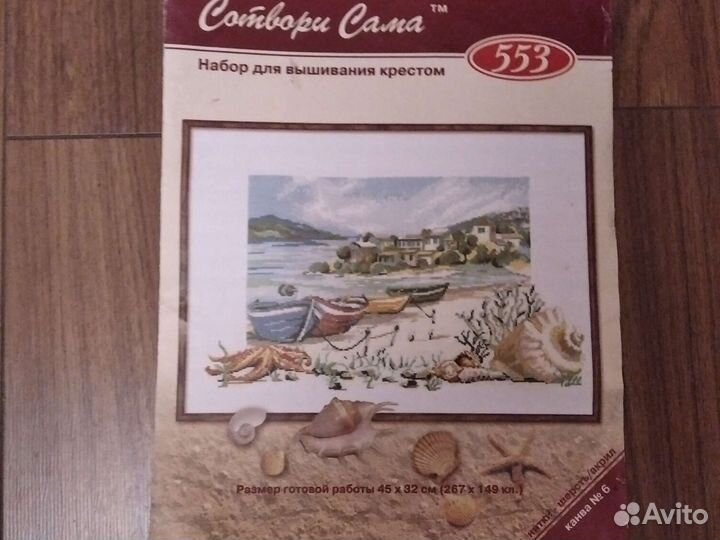 Сотвори Сама™
553
Набор для вышивания крестом
Размер готовой работы 45 x 32 см (267 x 149 кл.)
нитки - шерсть/акрил
канва № 6
Avito